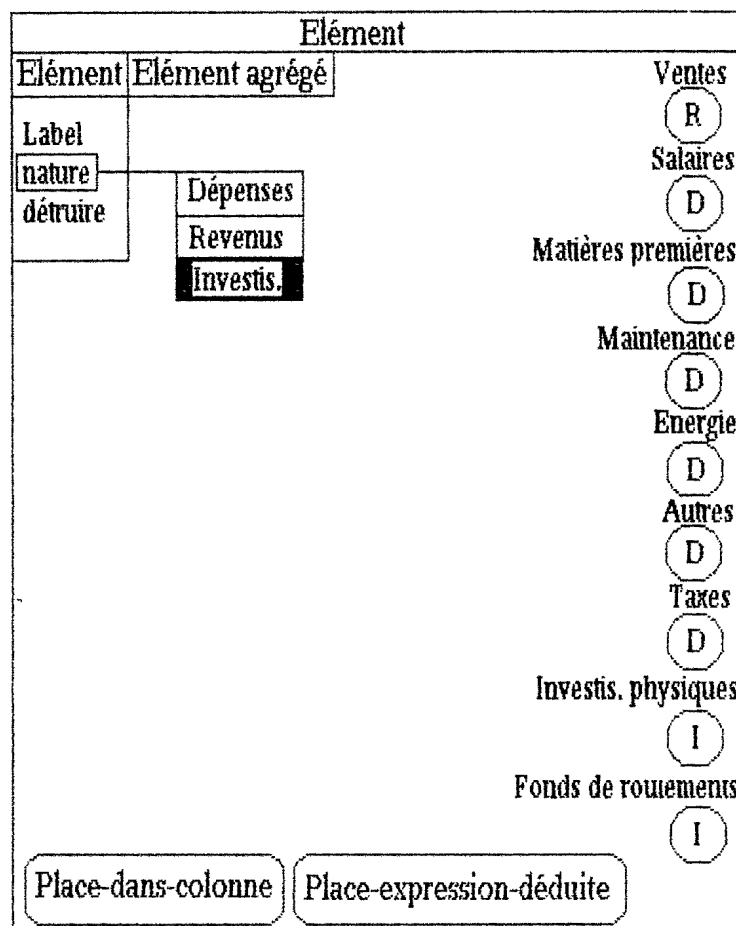 Elément
Elément
Elément agrégé
Label
nature
détruire
Dépenses
Revenus
Investis.
Ventes
R
Salaires
D
Matières premières
D
Maintenance
D
Energie
D
Autres
D
Taxes
D
Investis. physiques
I
Fonds de roulements
I
Place-dans-colonne
Place-expression-déduite